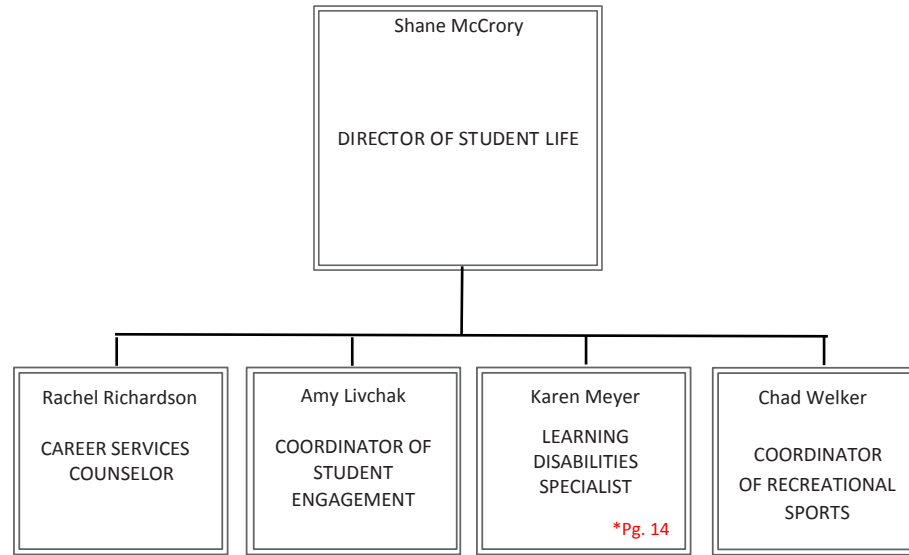 Shane McCrory
DIRECTOR OF STUDENT LIFE
Rachel Richardson
CAREER SERVICES
COUNSELOR
Amy Livchak
COORDINATOR OF
STUDENT
ENGAGEMENT
Karen Meyer
LEARNING
DISABILITIES
SPECIALIST
*Pg. 14
Chad Welker
COORDINATOR
OF RECREATIONAL
SPORTS